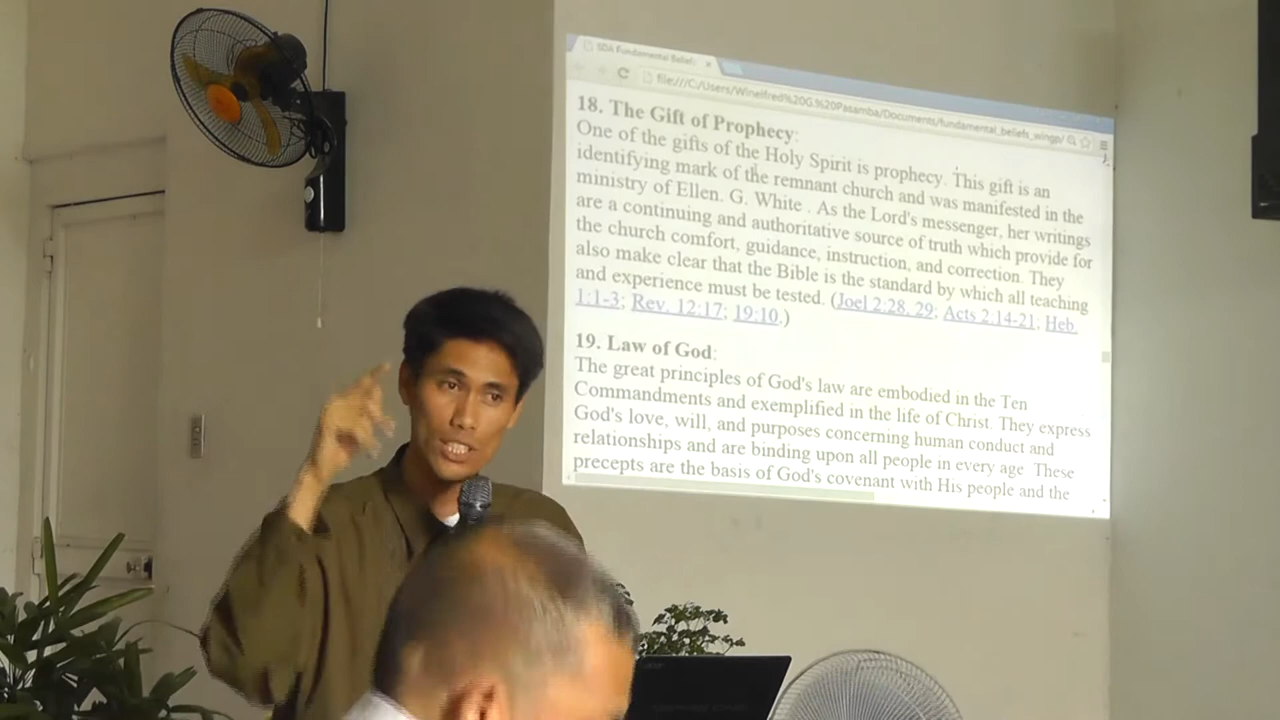 SDA Fundamental Belief
file:///C:/Users/Winelfred%20G.%20Pasamba/Documents/fundamental_beliefs_wingp/
18. The Gift of Prophecy:
One of the gifts of the Holy Spirit is prophecy. This gift is an
identifying mark of the remnant church and was manifested in the
ministry of Ellen. G. White . As the Lord's messenger, her writings
are a continuing and authoritative source of truth which provide for
the church comfort, guidance, instruction, and correction. They
also make clear that the Bible is the standard by which all teaching
and experience must be tested. (Joel 2:28, 29; Acts 2:14-21; Heb.
1:1-3; Rev. 12:17; 19:10.)
19. Law of God:
The great principles of God's law are embodied in the Ten
Commandments and exemplified in the life of Christ. They express
God's love, will, and purposes concerning human conduct and
relationships and are binding upon all people in every age. These
precepts are the basis of God's covenant with His people and the